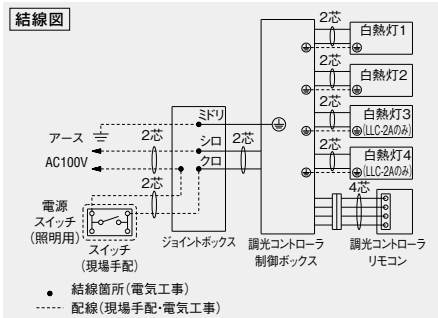 結線図
2芯
白熱灯1
2芯
白熱灯2
ミドリ
2芯
白熱灯3
(LLC-2Aのみ)
アース
2芯
シロ
2芯
AC100V
クロ
2芯
白熱灯4
(LLC-2Aのみ)
2芯
4芯
電源
スイッチ
(照明用)
スイッチ
(現場手配)
ジョイントボックス
調光コントローラ
制御ボックス
調光コントローラ
リモコン
結線箇所(電気工事)
配線(現場手配・電気工事)